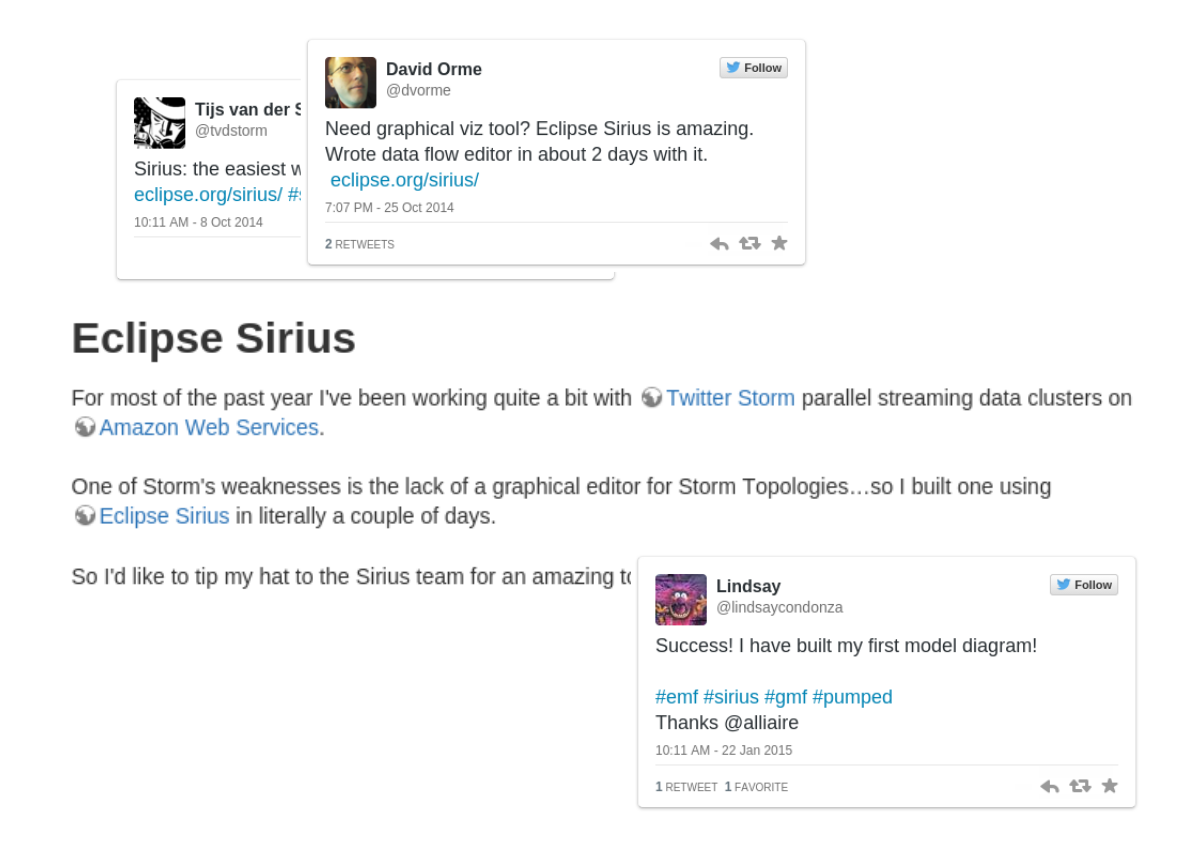 Tijs van der
@tvdstorm
Sirius: the easiest
eclipse.org/sirius/
10:11 AM - 8 Oct 2014
David Orme
@dvorme
Follow
Need graphical viz tool? Eclipse Sirius is amazing.
Wrote data flow editor in about 2 days with it.
eclipse.org/sirius/
7:07 PM - 25 Oct 2014
2 RETWEETS
Eclipse Sirius
For most of the past year I've been working quite a bit with Twitter Storm parallel streaming data clusters on
Amazon Web Services.
One of Storm's weaknesses is the lack of a graphical editor for Storm Topologies…so I built one using
Eclipse Sirius in literally a couple of days.
So I'd like to tip my hat to the Sirius team for an amazing
Lindsay
@lindsaycondonza
Follow
Success! I have built my first model diagram!
#emf #sirius #gmf #pumped
Thanks @alliaire
10:11 AM - 22 Jan 2015
1 RETWEET 1 FAVORITE